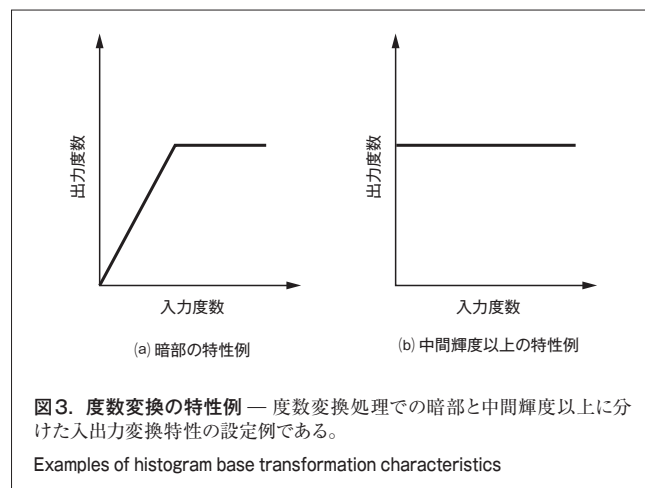 出力度数
入力度数
(a) 暗部の特性例
出力度数
入力度数
(b) 中間輝度以上の特性例
図3. 度数変換の特性例 — 度数変換処理での暗部と中間輝度以上に分
けた入出力変換特性の設定例である。
Examples of histogram base transformation characteristics